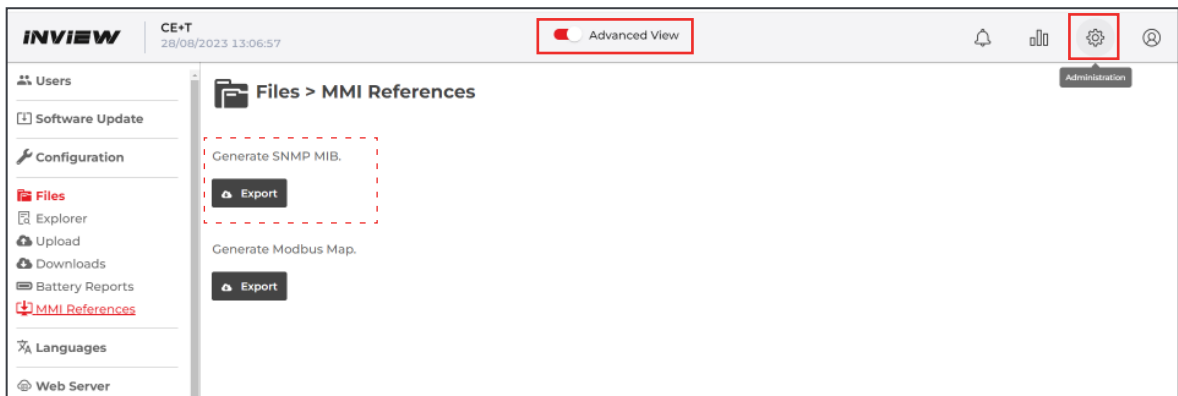 iNViEW
CE+T
28/08/2023 13:06:57
Advanced View
Administration
Users
Software Update
Configuration
Files
Explorer
Upload
Downloads
Battery Reports
MMI References
Languages
Web Server
Files > MMI References
Generate SNMP MIB.
Export
Generate Modbus Map.
Export